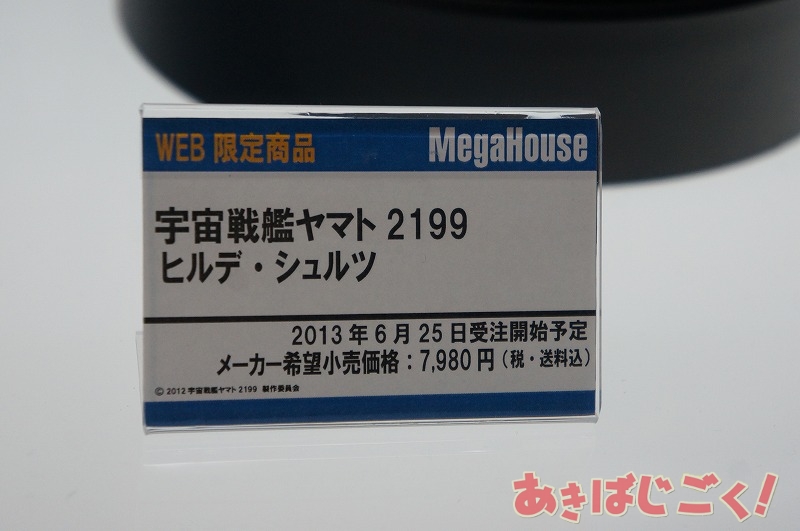 WEB 限定商品 MegaHouse
宇宙戦艦ヤマト 2199
ヒルデ・シュルツ
2013 年 6 月 25 日受注開始予定
メーカー希望小売価格：7,980 円（税・送料込）
© 2012 宇宙戦艦ヤマト 2199 製作委員会
あきばじごく！